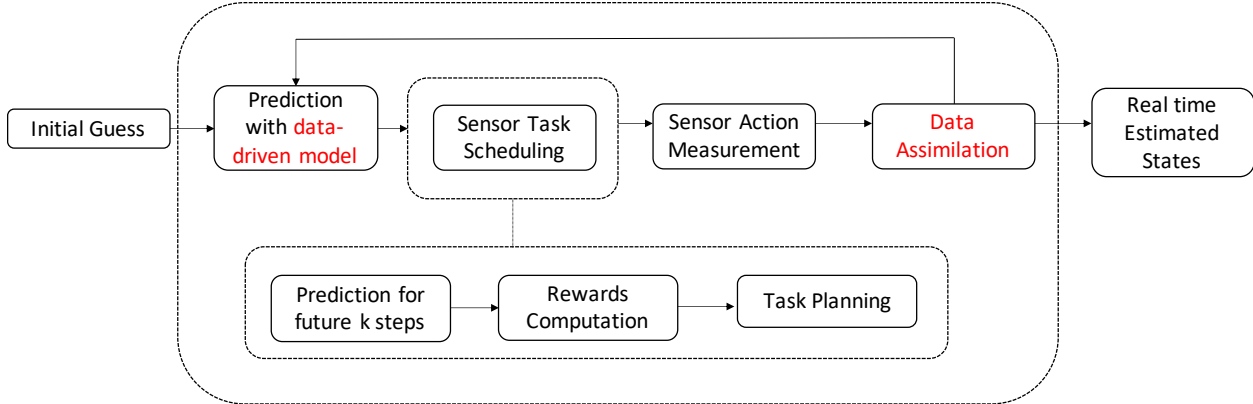 Initial Guess
Prediction
with data-
driven model
Sensor Task
Scheduling
Sensor Action
Measurement
Data
Assimilation
Real time
Estimated
States
Prediction for
future k steps
Rewards
Computation
Task Planning